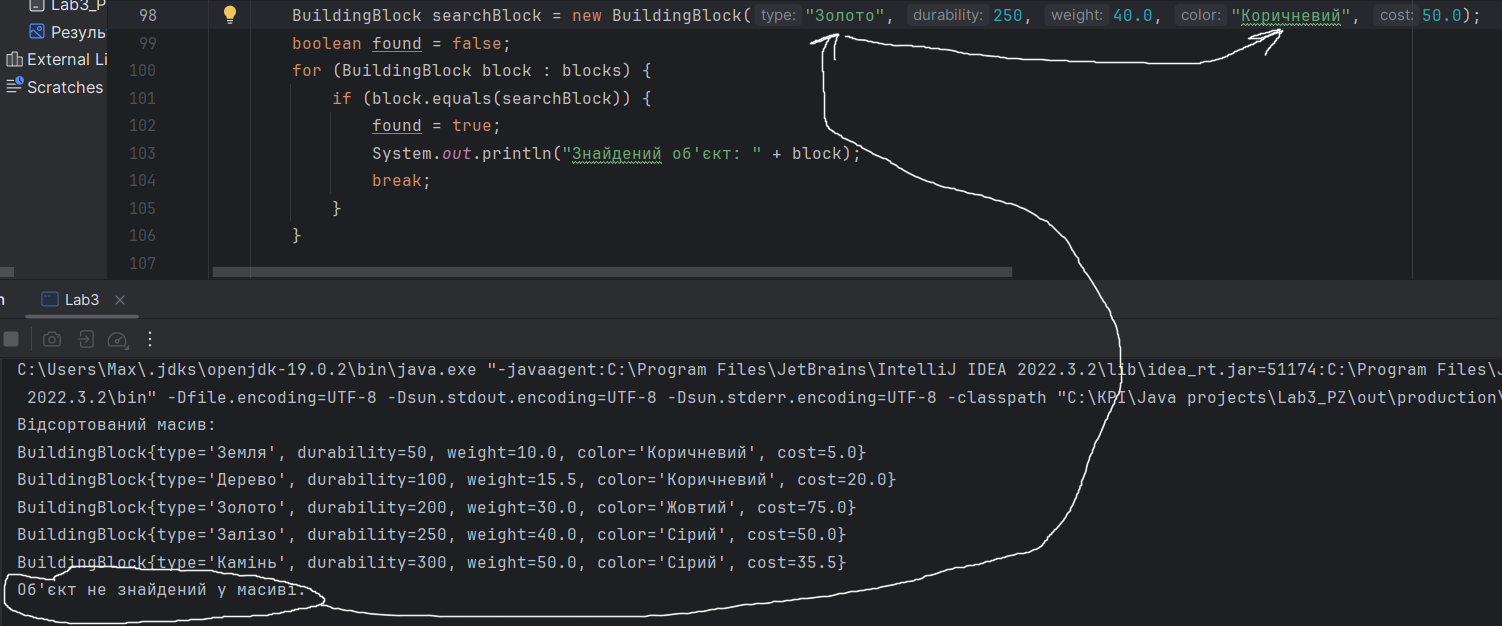 Lab3_P
Резуль
External Li
Scratches
98 BuildingBlock searchBlock = new BuildingBlock( type: "Золото", durability: 250, weight: 40.0, color: "Коричневий", cost: 50.0);
99 boolean found = false;
100 for (BuildingBlock block : blocks) {
101 if (block.equals(searchBlock)) {
102 found = true;
103 System.out.println("Знайдений об'єкт: " + block);
104 break;
105 }
106 }
107
Lab3
C:\Users\Max\.jdks\openjdk-19.0.2\bin\java.exe "-javaagent:C:\Program Files\JetBrains\IntelliJ IDEA 2022.3.2\lib\idea_rt.jar=51174:C:\Program Files\J
2022.3.2\bin" -Dfile.encoding=UTF-8 -Dsun.stdout.encoding=UTF-8 -Dsun.stderr.encoding=UTF-8 -classpath "C:\KPI\Java projects\Lab3_PZ\out\production\
Відсортований масив:
BuildingBlock{type='Земля', durability=50, weight=10.0, color='Коричневий', cost=5.0}
BuildingBlock{type='Дерево', durability=100, weight=15.5, color='Коричневий', cost=20.0}
BuildingBlock{type='Золото', durability=200, weight=30.0, color='Жовтий', cost=75.0}
BuildingBlock{type='Залізо', durability=250, weight=40.0, color='Сірий', cost=50.0}
BuildingBlock{type='Камінь', durability=300, weight=50.0, color='Сірий', cost=35.5}
Об'єкт не знайдений у масиві.